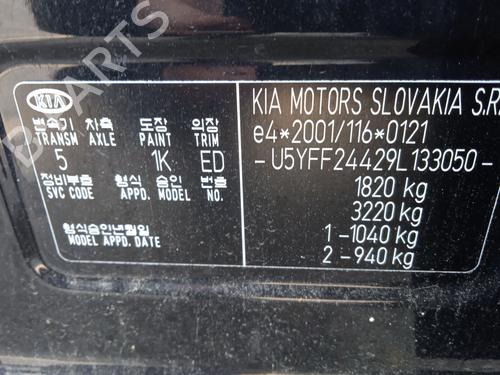 KIA
변속기 차축 도장 의장
TRANSM AXLE PAINT TRIM
5 1K ED
정비부호 형식 승인 번호
SVC CODE APPD. MODEL NO.
형식승인년월일
MODEL APPD. DATE
KIA MOTORS SLOVAKIA S.R
e4*2001/116*0121
- U5YFF24429L133050 -
1820 kg
3220 kg
1 -1040 kg
2 -940 kg